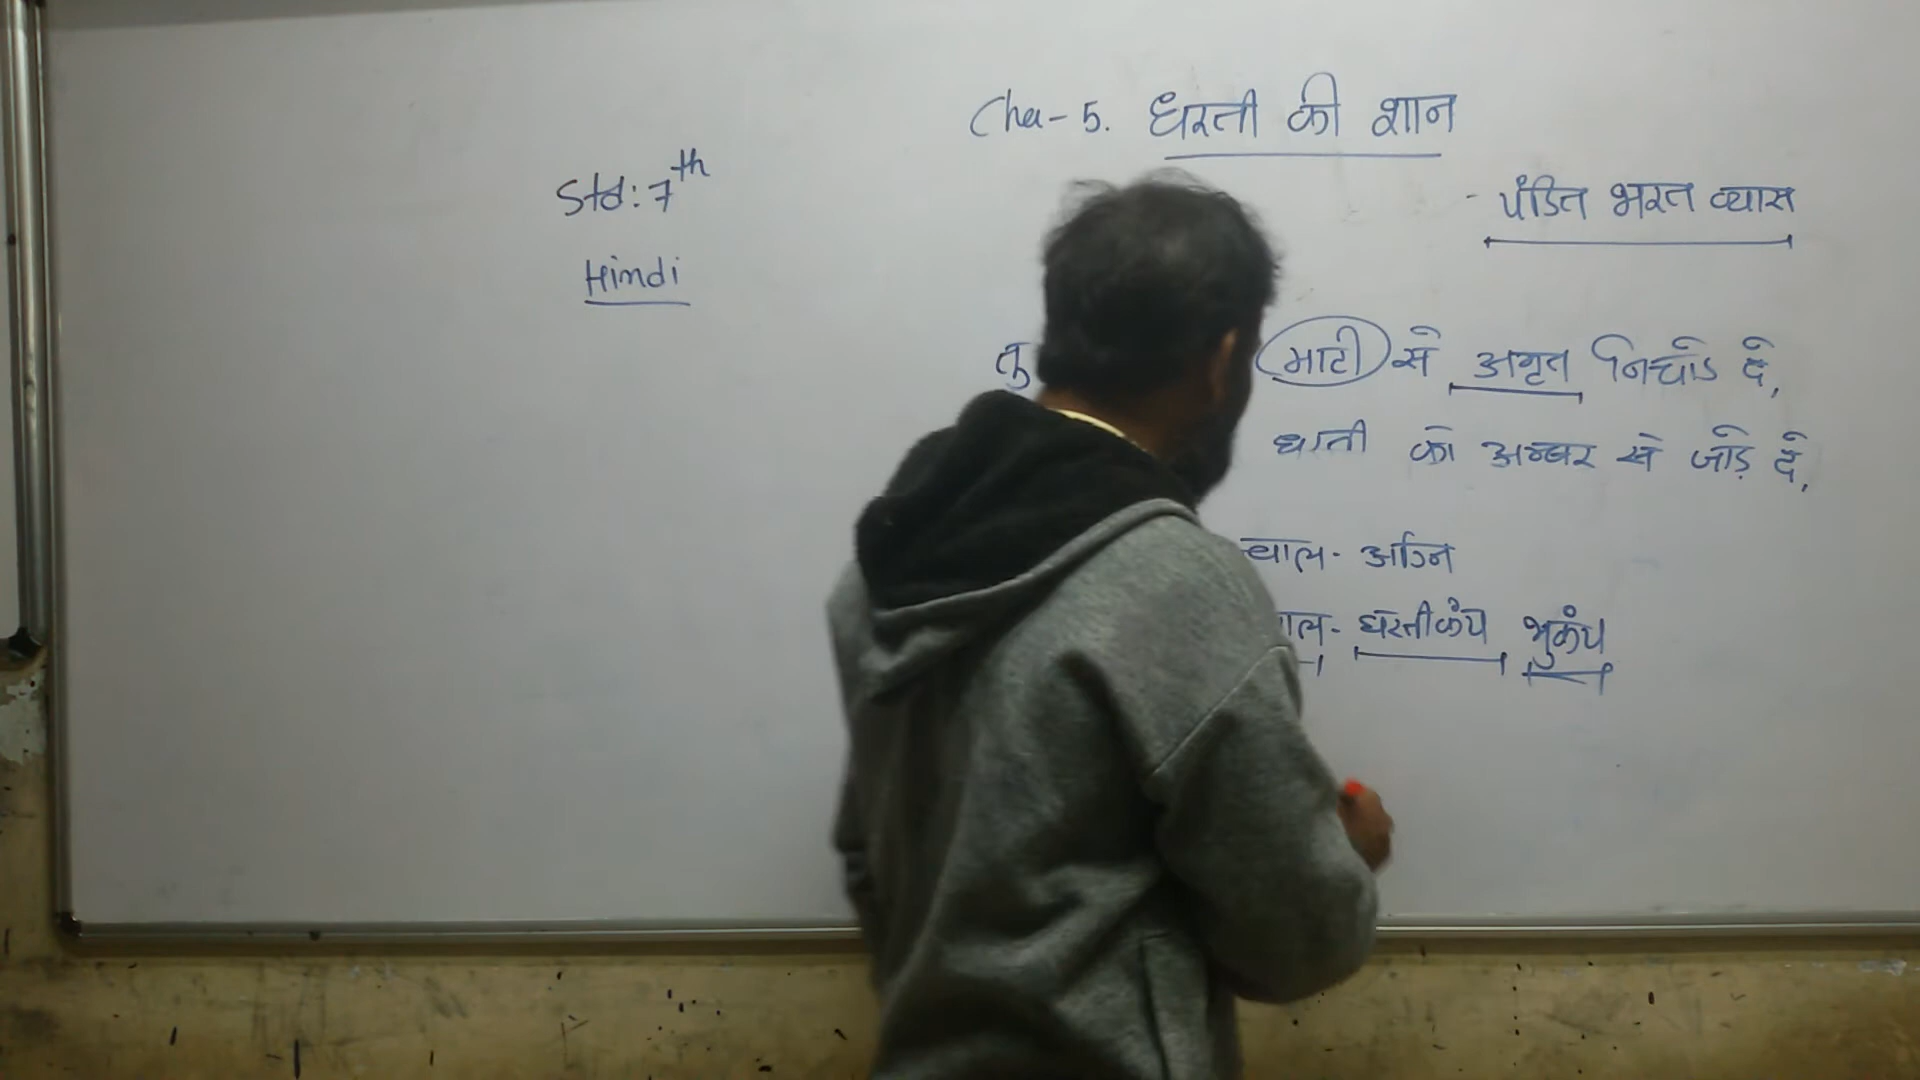 Cha-5. धरती की शान
Std: 7th
- पंडित भरत व्यास
Hindi
तु माटी से अमृत निचोड दे,
धरती को अम्बर से जोड़ दे,
अग्नि
धरतीकंप भुकंप